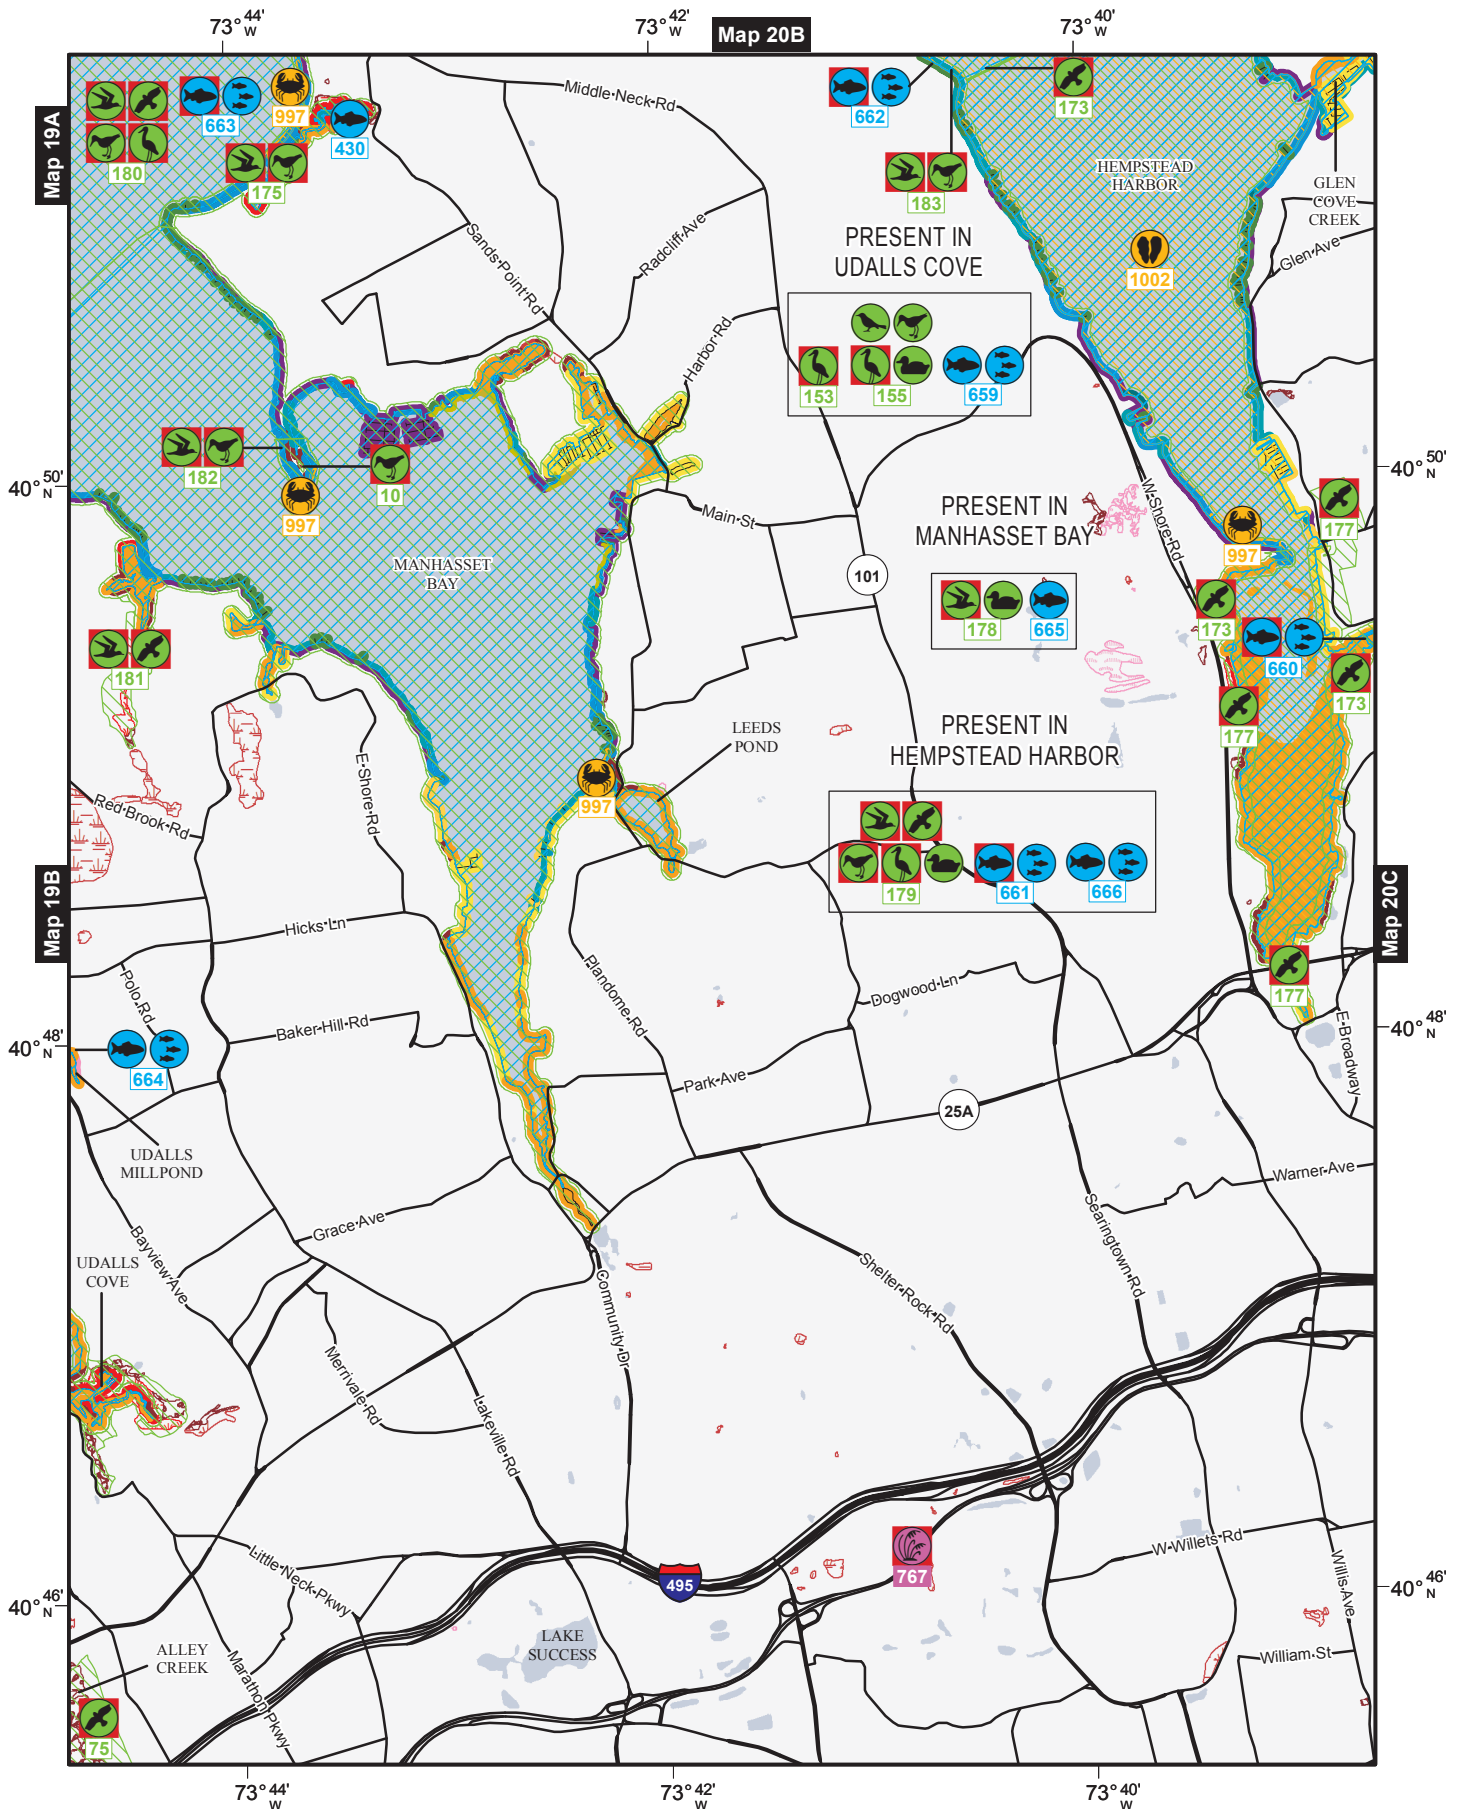 73°44' W
73°42' W
Map 20B
73°40' W
Map 19A
Middle Neck Rd
663
997
430
180
175
662
173
183
HEMPSTEAD
HARBOR
GLEN
COVE
CREEK
Glen Ave
1002
Sands Point Rd
Radcliff Ave
Harbor Rd
PRESENT IN
UDALLS COVE
153
155
659
182
10
997
40°50' N
40°50' N
Main St
PRESENT IN
MANHASSET BAY
W Shore Rd
997
177
MANHASSET
BAY
101
178
665
173
660
173
181
177
LEEDS
POND
PRESENT IN
HEMPSTEAD HARBOR
E Shore Rd
Red Brook Rd
997
179
661
666
Map 19B
Map 20C
Hicks Ln
Polo Rd
Plandome Rd
Dogwood Ln
177
Baker Hill Rd
40°48' N
40°48' N
664
Park Ave
E Broadway
25A
UDALLS
MILLPOND
Warner Ave
Grace Ave
Bayview Ave
Searingtown Rd
UDALLS
COVE
Community Dr
Shelter Rock Rd
Merrivale Rd
Lakeville Rd
W Willets Rd
Willis Ave
Little Neck Pkwy
495
767
40°46' N
40°46' N
ALLEY
CREEK
Marathon Pkwy
LAKE
SUCCESS
William St
75
73°44' W
73°42' W
73°40' W